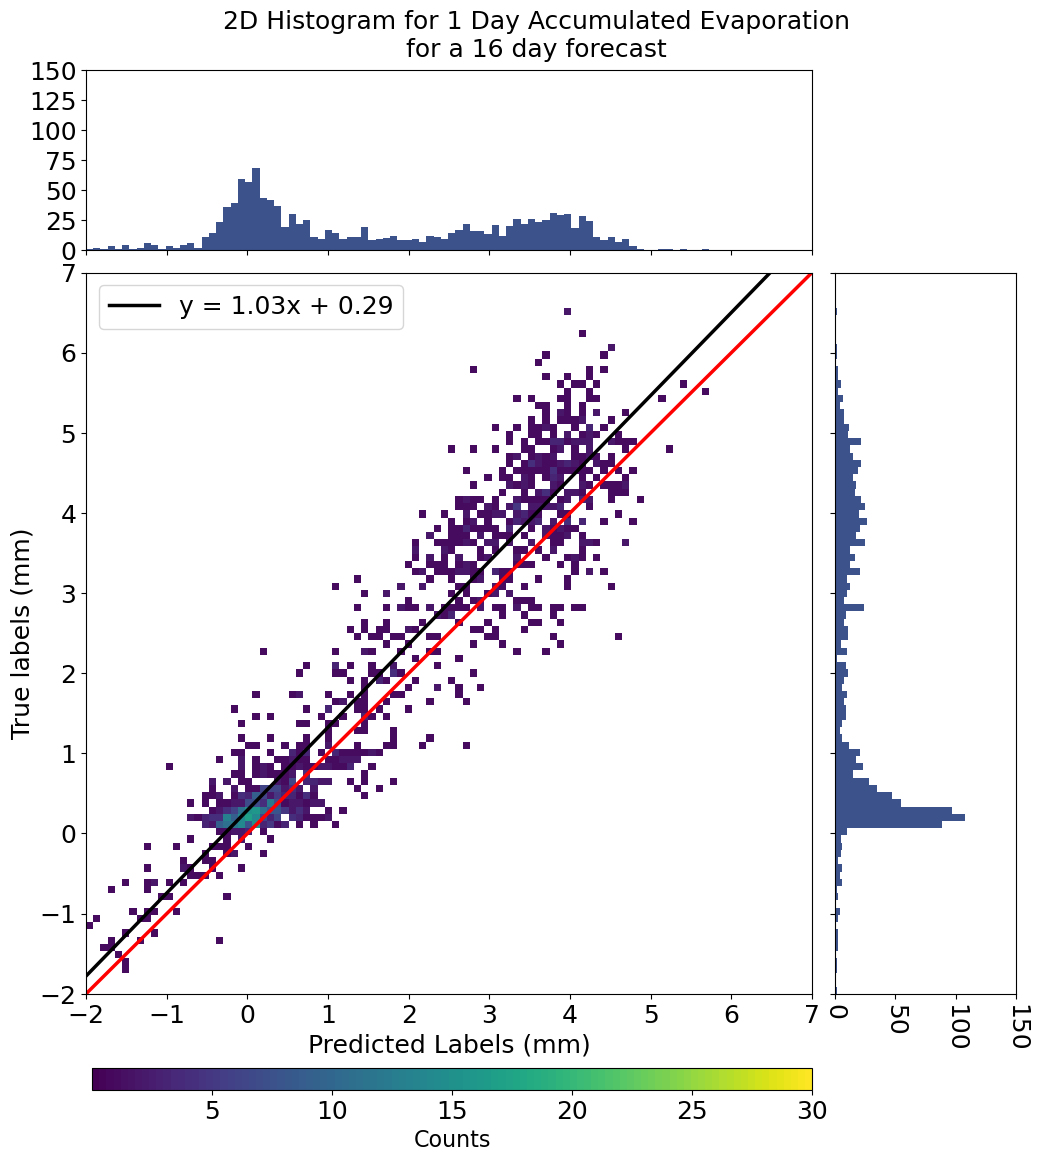 2D Histogram for 1 Day Accumulated Evaporation
for a 16 day forecast
150
125
100
75
50
25
0
7
6
5
4
3
2
1
0
−1
−2
True labels (mm)
y = 1.03x + 0.29
−2 −1 0 1 2 3 4 5 6 7
Predicted Labels (mm)
0 50 100 150
5 10 15 20 25 30
Counts